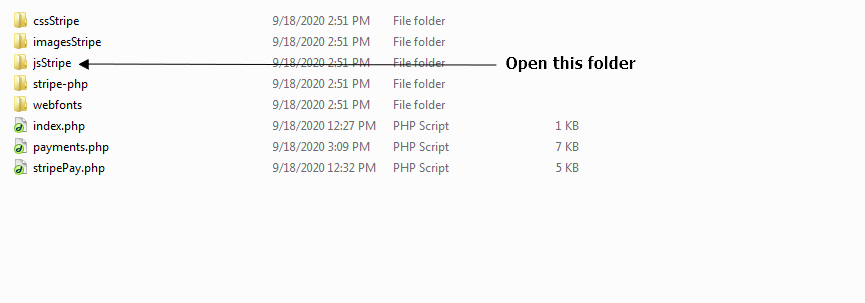 cssStripe 9/18/2020 2:51 PM File folder
imagesStripe 9/18/2020 2:51 PM File folder
jsStripe 9/18/2020 2:51 PM File folder Open this folder
stripe-php 9/18/2020 2:51 PM File folder
webfonts 9/18/2020 2:51 PM File folder
index.php 9/18/2020 12:27 PM PHP Script 1 KB
payments.php 9/18/2020 3:09 PM PHP Script 7 KB
stripePay.php 9/18/2020 12:32 PM PHP Script 5 KB